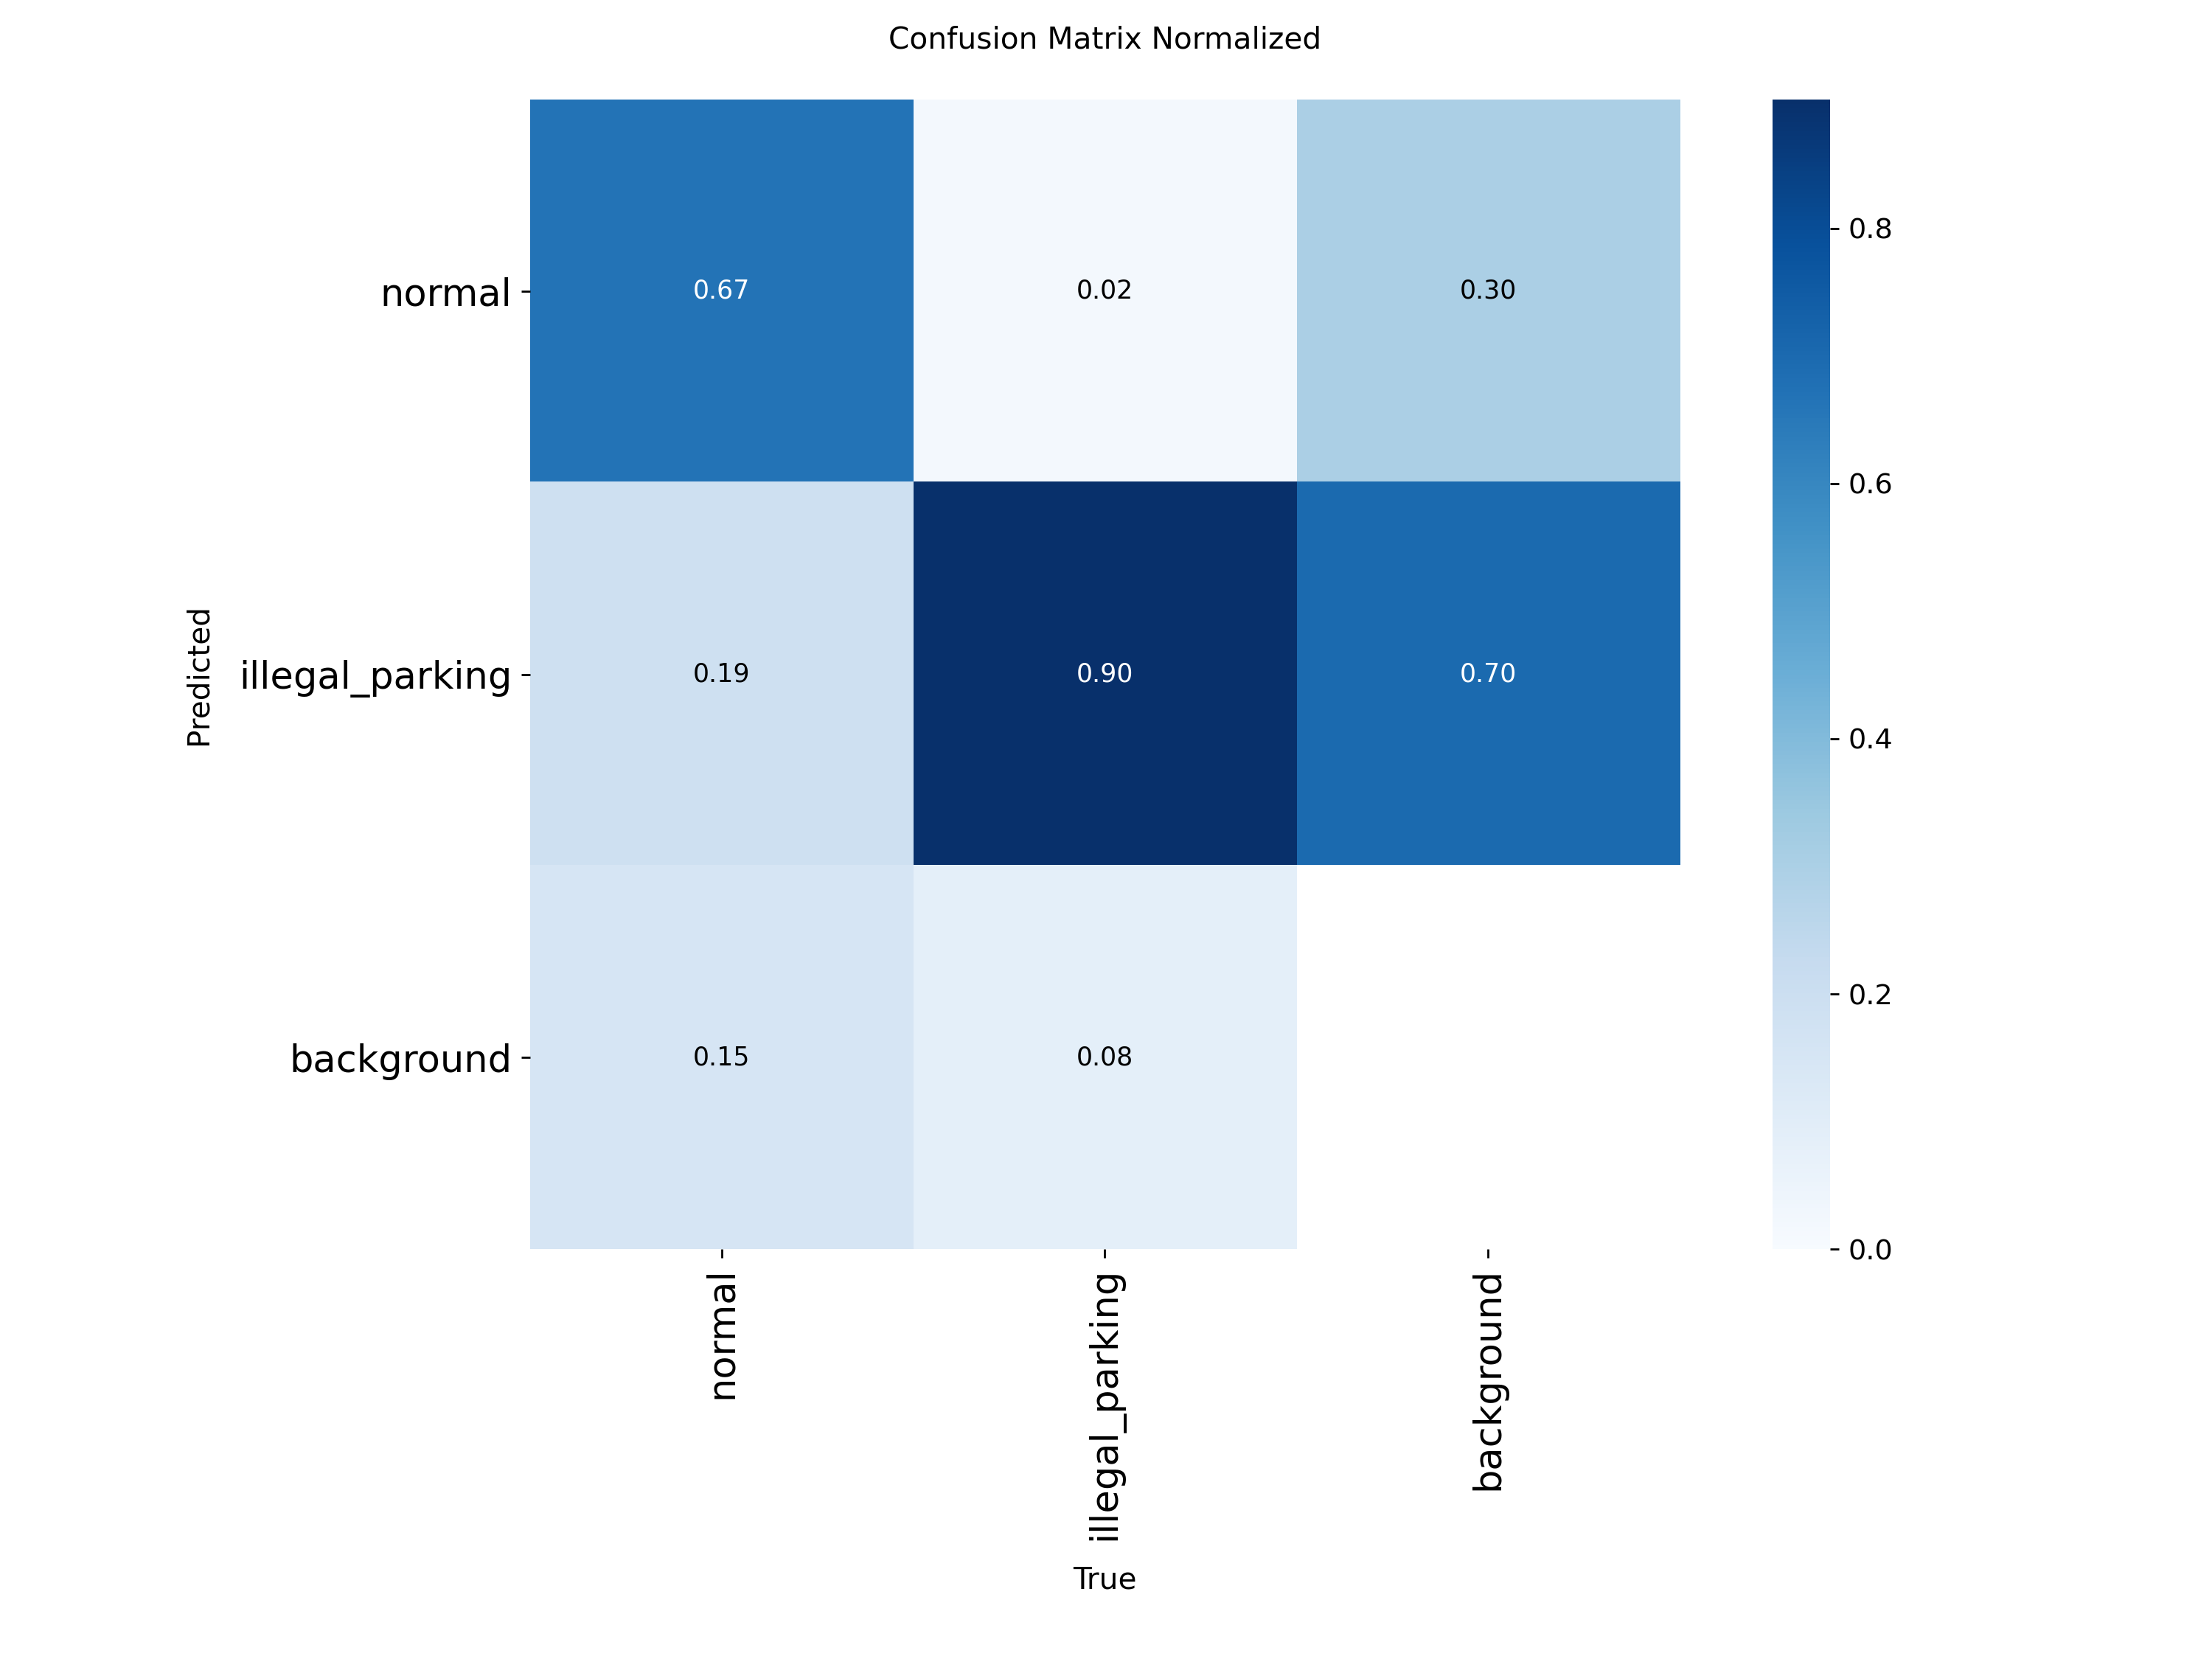 Confusion Matrix Normalized
normal
0.67
0.02
0.30
0.8
0.6
Predicted
illegal_parking
0.19
0.90
0.70
0.4
background
0.15
0.08
0.2
0.0
normal
illegal_parking
background
True